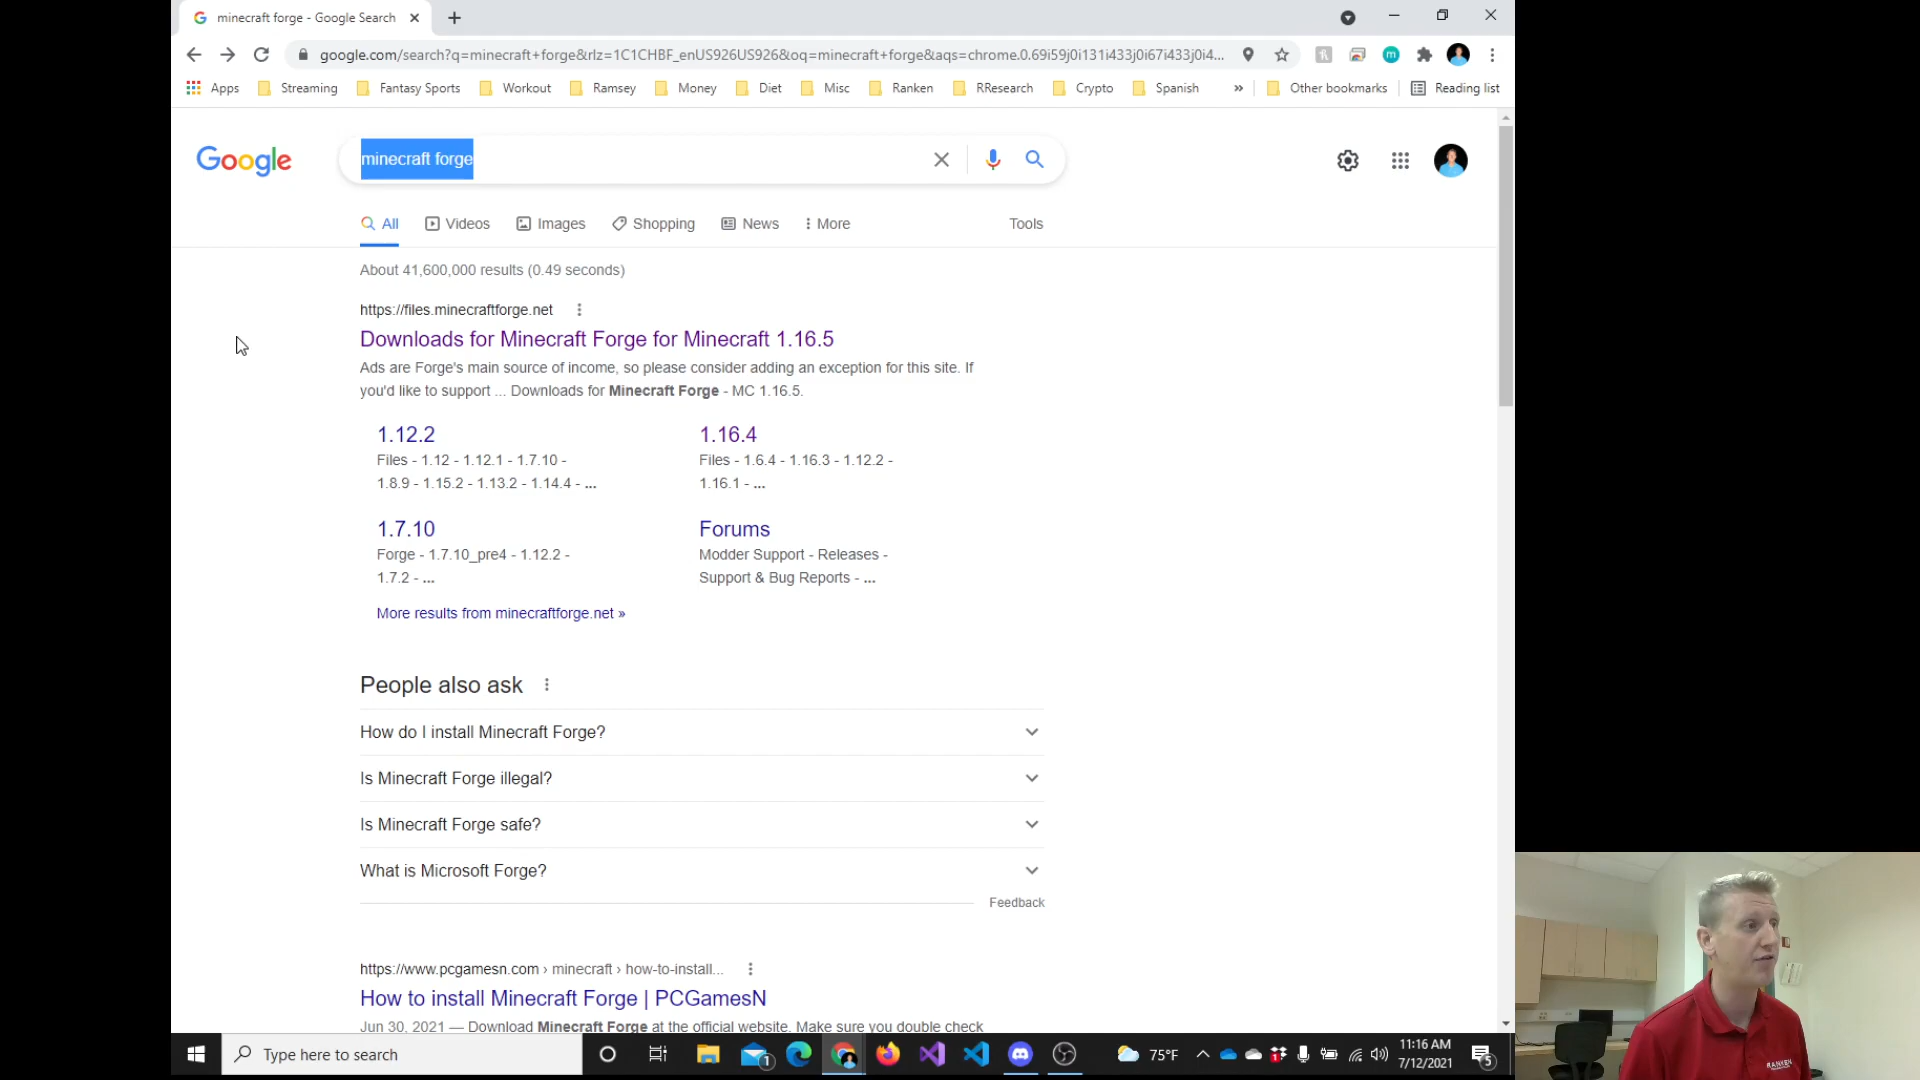 minecraft forge - Google Search
google.com/search?q=minecraft+forge&rlz=1C1CHBF_enUS926US926&oq=minecraft+forge&aqs=chrome.0.69i59j0i131i433j0i67i433j0i4...
Apps Streaming Fantasy Sports Workout Ramsey Money Diet Misc Ranken RResearch Crypto Spanish » Other bookmarks Reading list
Google minecraft forge
All Videos Images Shopping News More Tools
About 41,600,000 results (0.49 seconds)
https://files.minecraftforge.net
Downloads for Minecraft Forge for Minecraft 1.16.5
Ads are Forge's main source of income, so please consider adding an exception for this site. If
you'd like to support ... Downloads for Minecraft Forge - MC 1.16.5.
1.12.2
Files - 1.12 - 1.12.1 - 1.7.10 -
1.8.9 - 1.15.2 - 1.13.2 - 1.14.4 - ...
1.16.4
Files - 1.6.4 - 1.16.3 - 1.12.2 -
1.16.1 - ...
1.7.10
Forge - 1.7.10_pre4 - 1.12.2 -
1.7.2 - ...
Forums
Modder Support - Releases -
Support & Bug Reports - ...
More results from minecraftforge.net »
People also ask
How do I install Minecraft Forge?
Is Minecraft Forge illegal?
Is Minecraft Forge safe?
What is Microsoft Forge?
Feedback
https://www.pcgamesn.com › minecraft › how-to-install...
How to install Minecraft Forge | PCGamesN
Jun 30, 2021 — Download Minecraft Forge at the official website. Make sure you double check
Type here to search
1
75°F
1
11:16 AM
7/12/2021
5
m
RANKEN